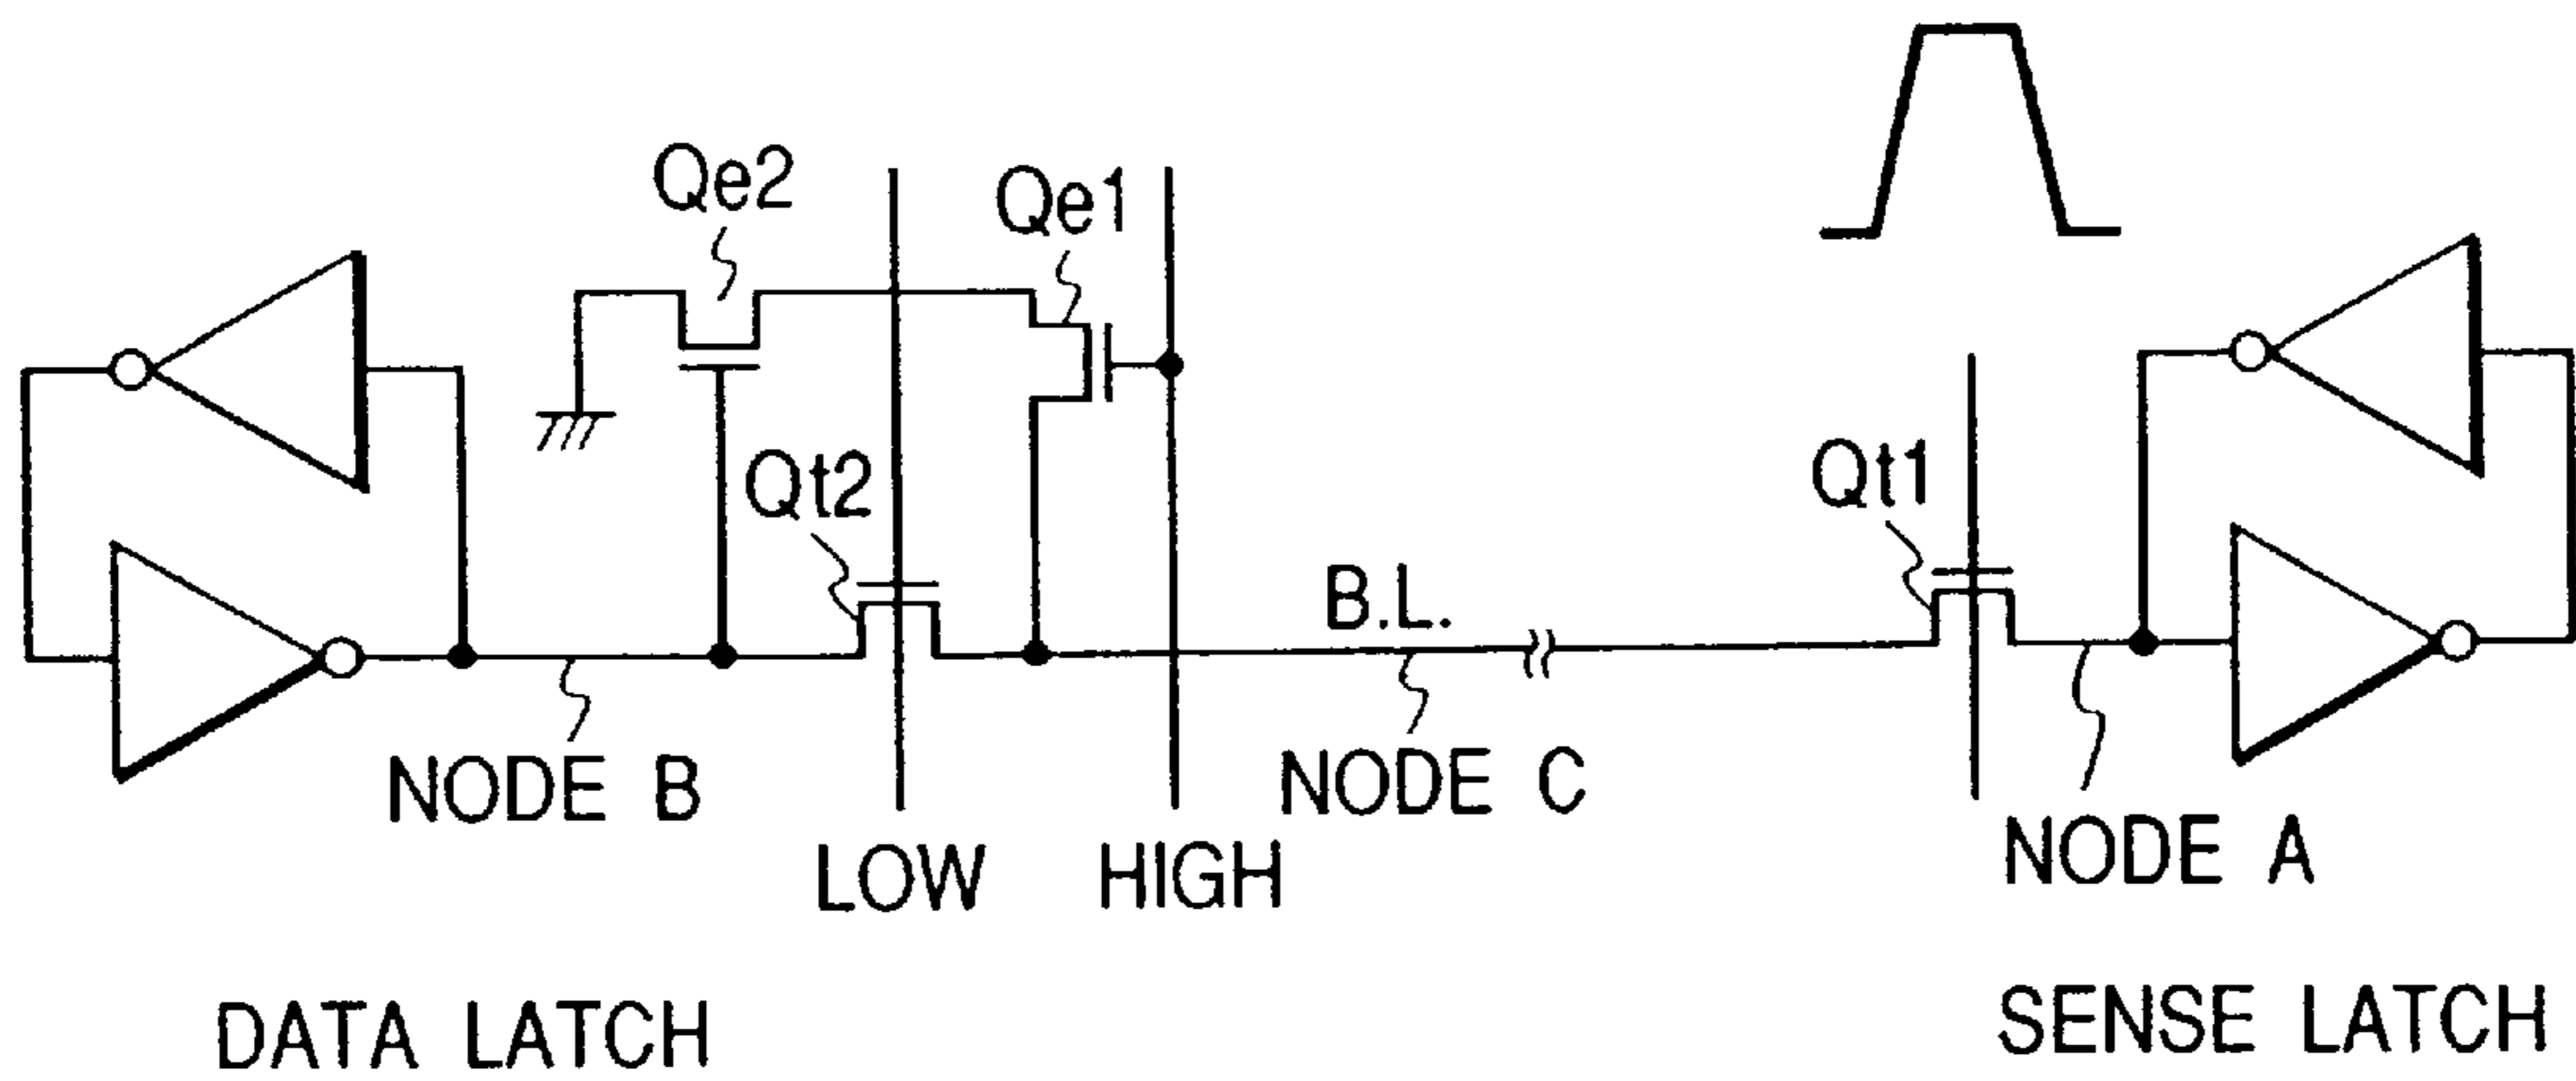 Qe2
Qe1
Qt2
Qt1
B.L.
NODE B
NODE C
NODE A
LOW
HIGH
DATA LATCH
SENSE LATCH